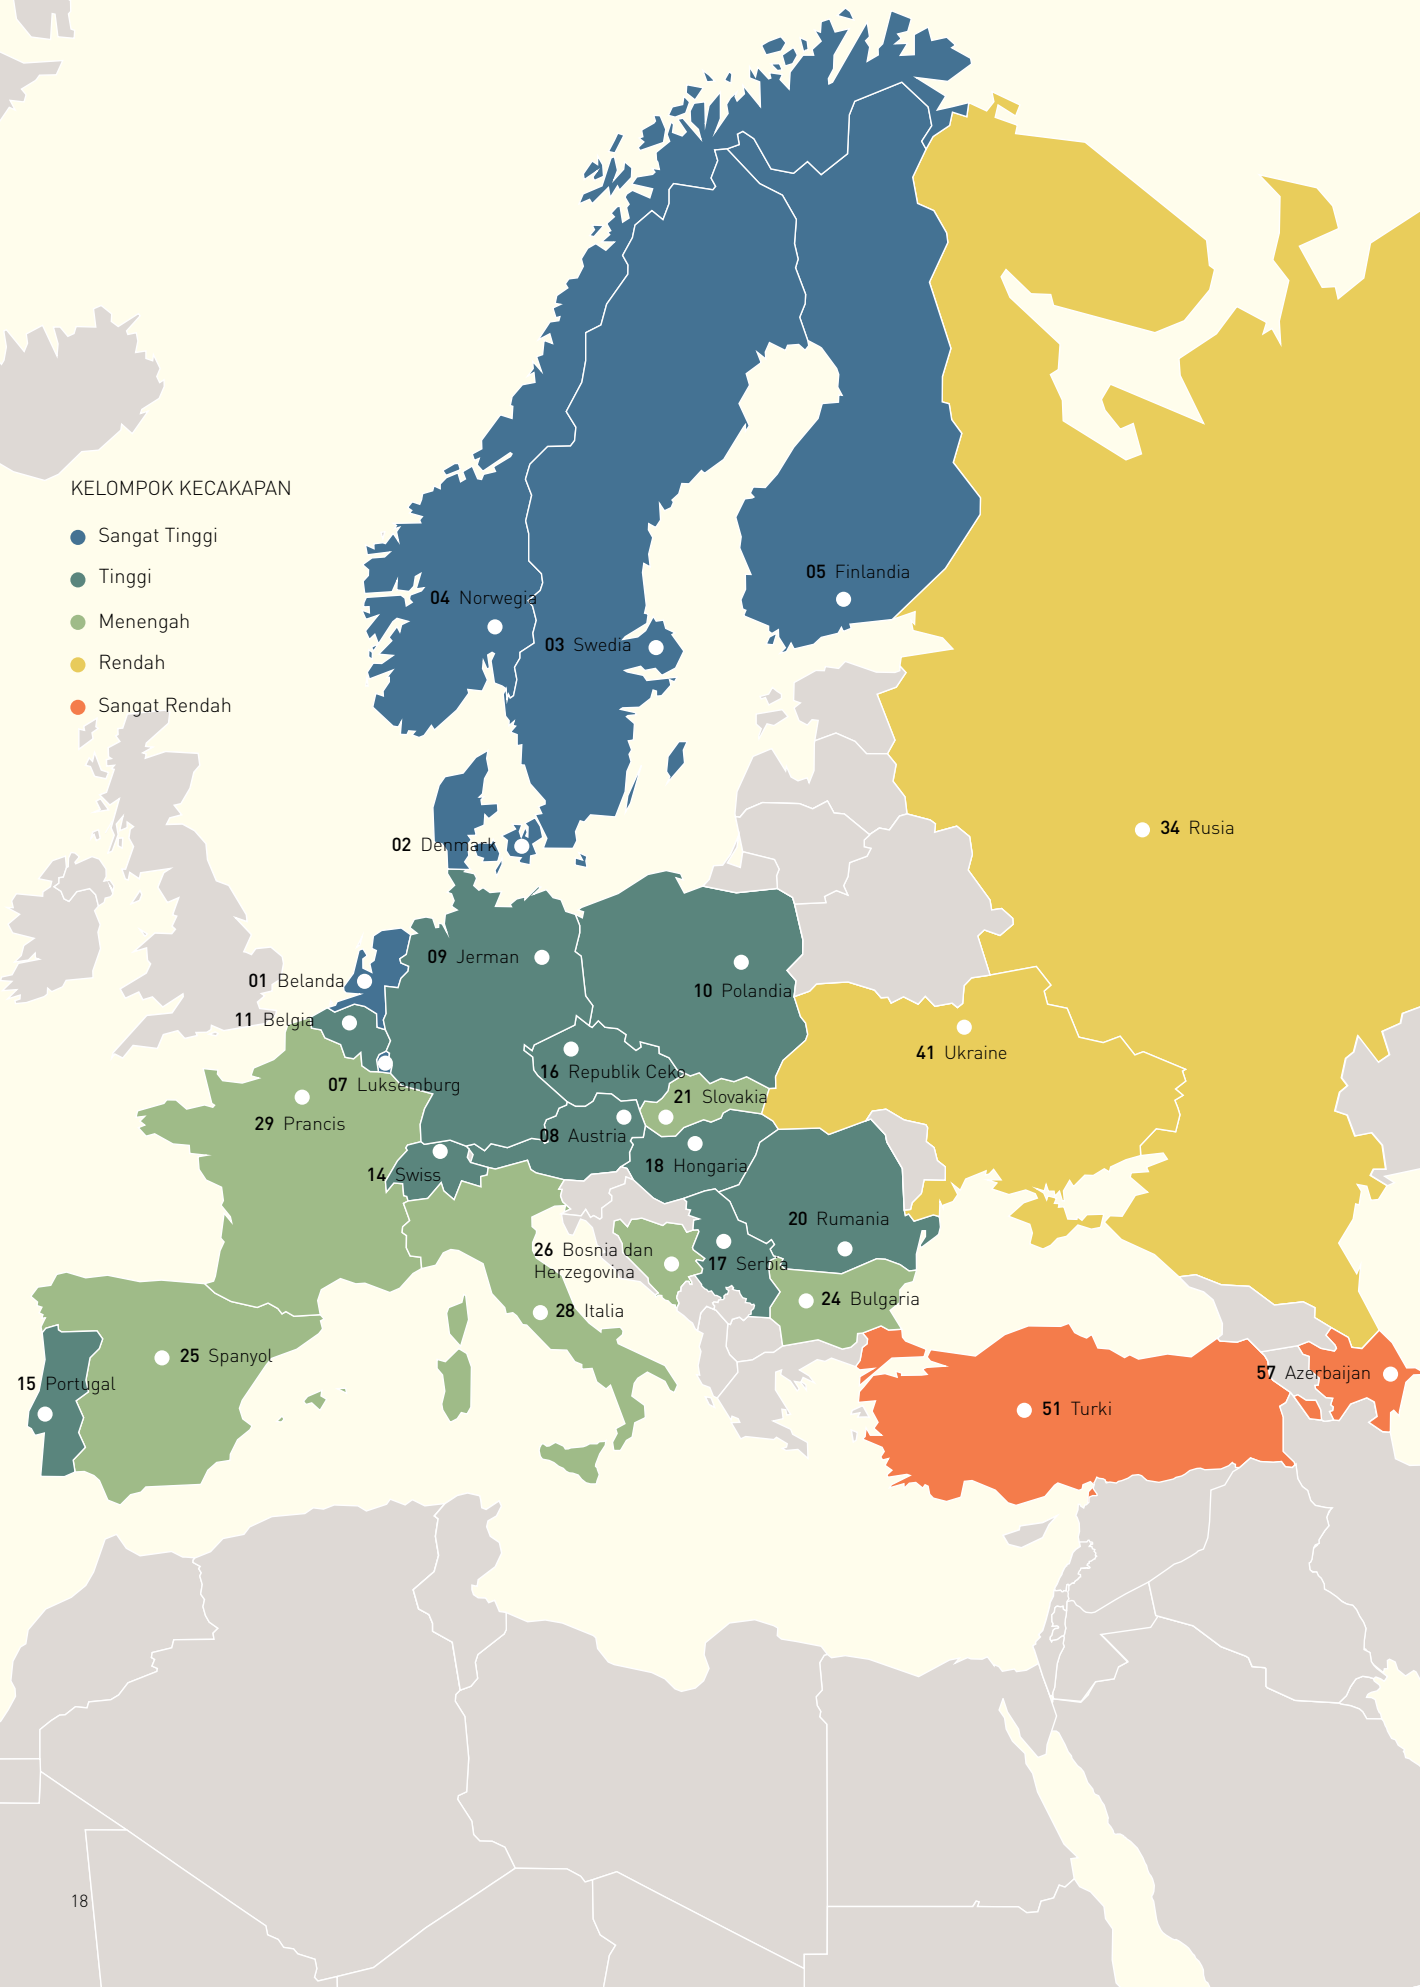 KELOMPOK KECAKAPAN
Sangat Tinggi
Tinggi
Menengah
Rendah
Sangat Rendah
05 Finlandia
04 Norwegia
03 Swedia
34 Rusia
02 Denmark
09 Jerman
01 Belanda
10 Polandia
11 Belgia
41 Ukraine
16 Republik Ceko
07 Luksemburg
21 Slovakia
29 Prancis
08 Austria
18 Hongaria
14 Swiss
20 Rumania
26 Bosnia dan
Herzegovina
17 Serbia
24 Bulgaria
28 Italia
25 Spanyol
57 Azerbaijan
15 Portugal
51 Turki
18